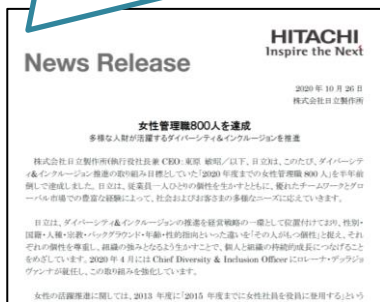 HITACHI
Inspire the Next
News Release
2020年10月26日
株式会社日立製作所
女性管理職800人を達成
多様な人財が活躍するダイバーシティ&インクルージョンを推進
株式会社日立製作所(執行役社長兼 CEO:東原 敏昭/以下、日立)は、このたび、ダイバーシテ
ィ&インクルージョン推進の取り組み目標としていた「2020 年度までの女性管理職 800 人」を半年前
倒しで達成しました。日立は、従業員一人ひとりの個性を生かすとともに、優れたチームワークとグロ
ーバル市場での豊富な経験によって、社会およびお客さまの多様なニーズに応えていきます。
日立は、ダイバーシティ&インクルージョンの推進を経営戦略の一環として位置付けており、性別・
国籍・人種・宗教・バックグラウンド・年齢・性的指向といった違いを「その人がもつ個性」と捉え、それ
ぞれの個性を尊重し、組織の強みとなるよう生かすことで、個人と組織の持続的成長につなげること
をめざしています。2020 年 4 月には Chief Diversity & Inclusion Officer にロレーナ・デッラジョ
ヴァンナが就任し、この取り組みを強化しています。
女性の活躍推進に関しては、2013 年度に「2015 年度までに女性社員を役員に登用する」という